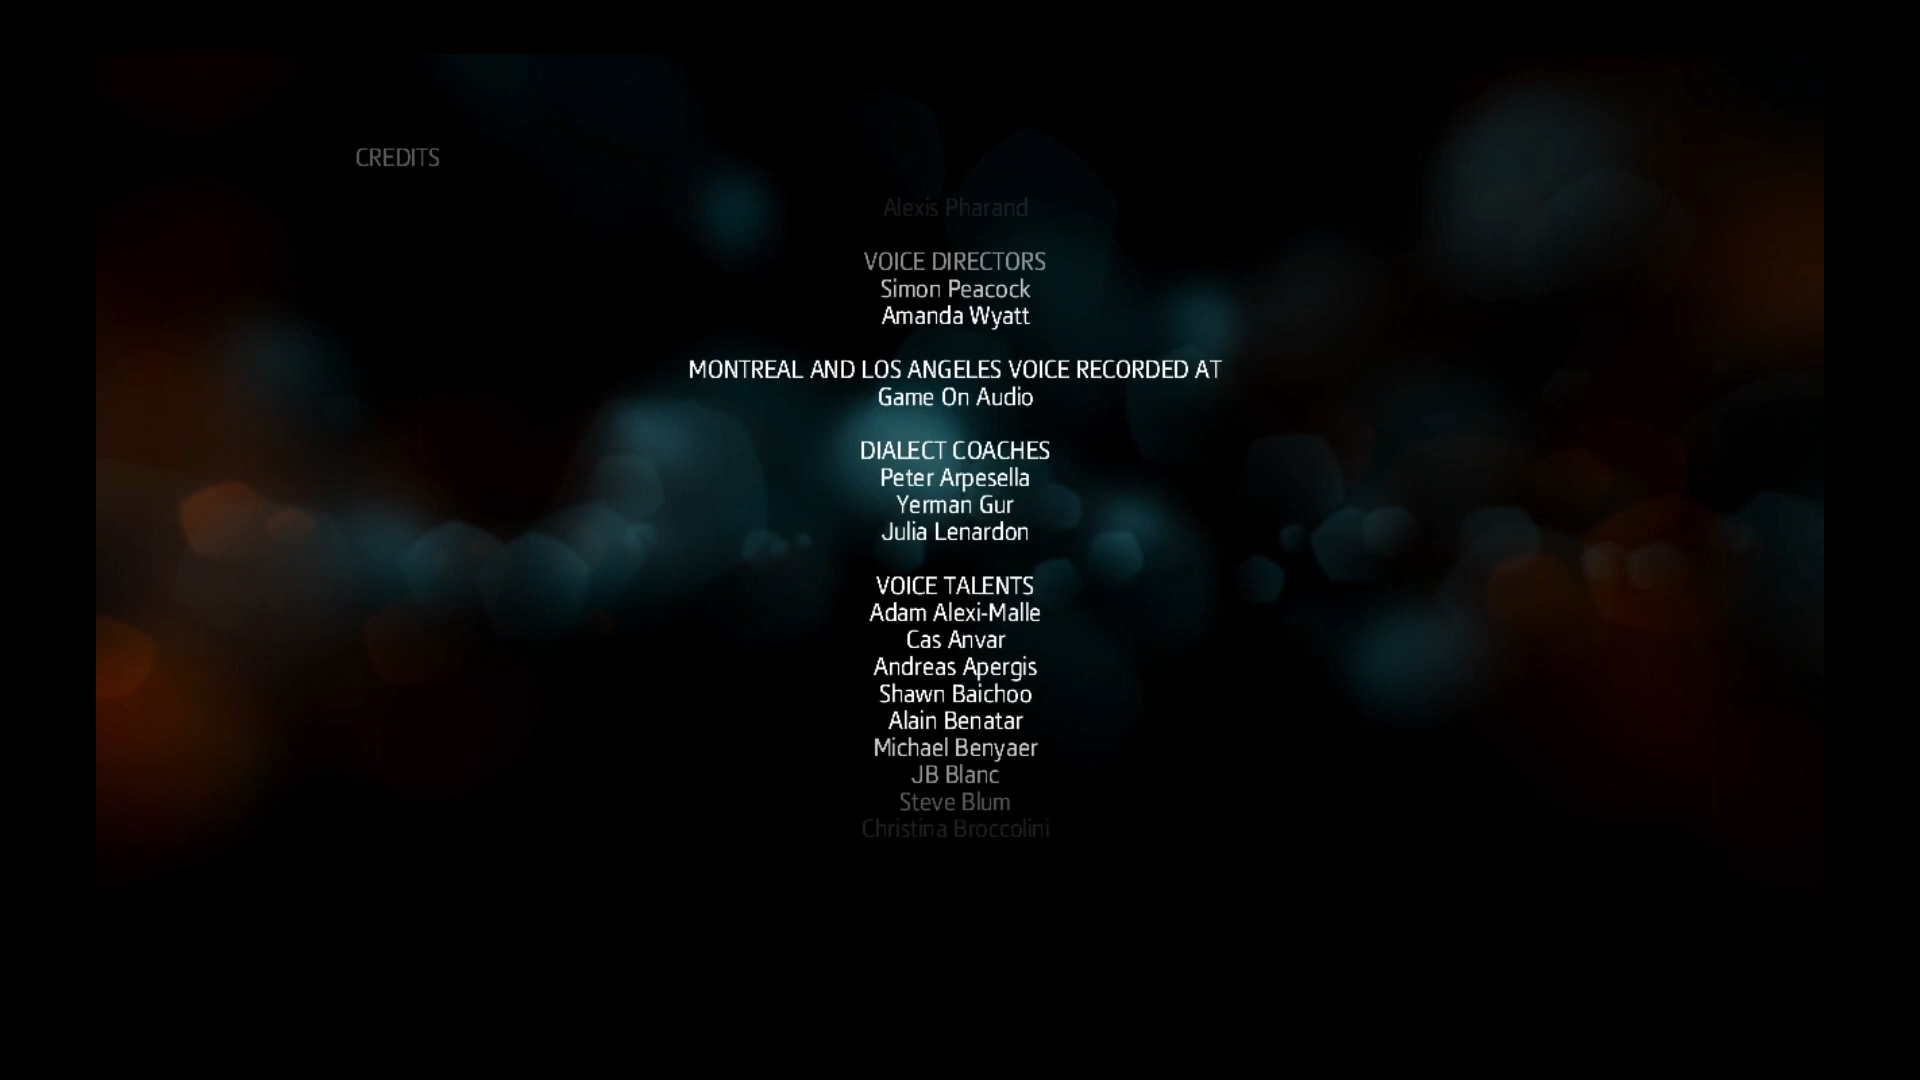 CREDITS
Alexis Pharand
VOICE DIRECTORS
Simon Peacock
Amanda Wyatt
MONTREAL AND LOS ANGELES VOICE RECORDED AT
Game On Audio
DIALECT COACHES
Peter Arpesella
Yerman Gur
Julia Lenardon
VOICE TALENTS
Adam Alexi-Malle
Cas Anvar
Andreas Apergis
Shawn Baichoo
Alain Benatar
Michael Benyaer
JB Blanc
Steve Blum
Christina Broccolini